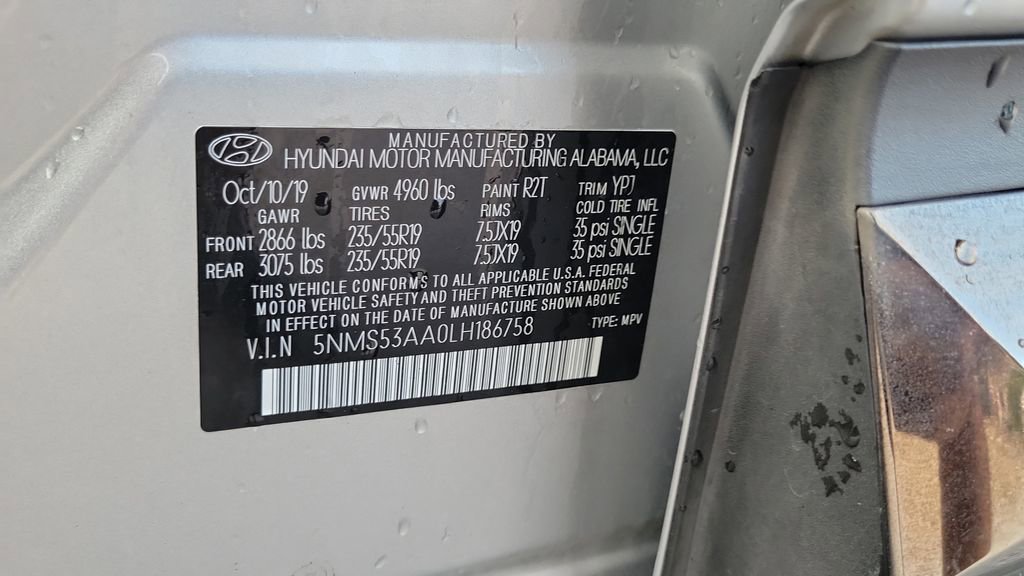 MANUFACTURED BY
HYUNDAI MOTOR MANUFACTURING ALABAMA, LLC
Oct/10/19 GVWR 4960 lbs PAINT R2T TRIM YPJ
GAWR TIRES RIMS COLD TIRE INFL
FRONT 2866 lbs 235/55R19 7.5JX19 35 psi SINGLE
REAR 3075 lbs 235/55R19 7.5JX19 35 psi SINGLE
THIS VEHICLE CONFORMS TO ALL APPLICABLE U.S.A. FEDERAL
MOTOR VEHICLE SAFETY AND THEFT PREVENTION STANDARDS
IN EFFECT ON THE DATE OF MANUFACTURE SHOWN ABOVE
V.I.N 5NMS53AA0LH186758 TYPE: MPV